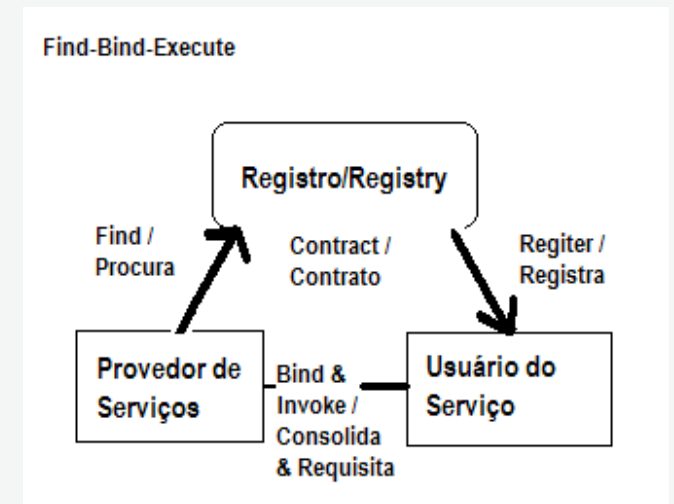 Find-Bind-Execute
Registro/Registry
Find /
Procura
Contract /
Contrato
Regiter /
Registra
Provedor de
Serviços
Bind &
Invoke /
Consolida
& Requisita
Usuário do
Serviço